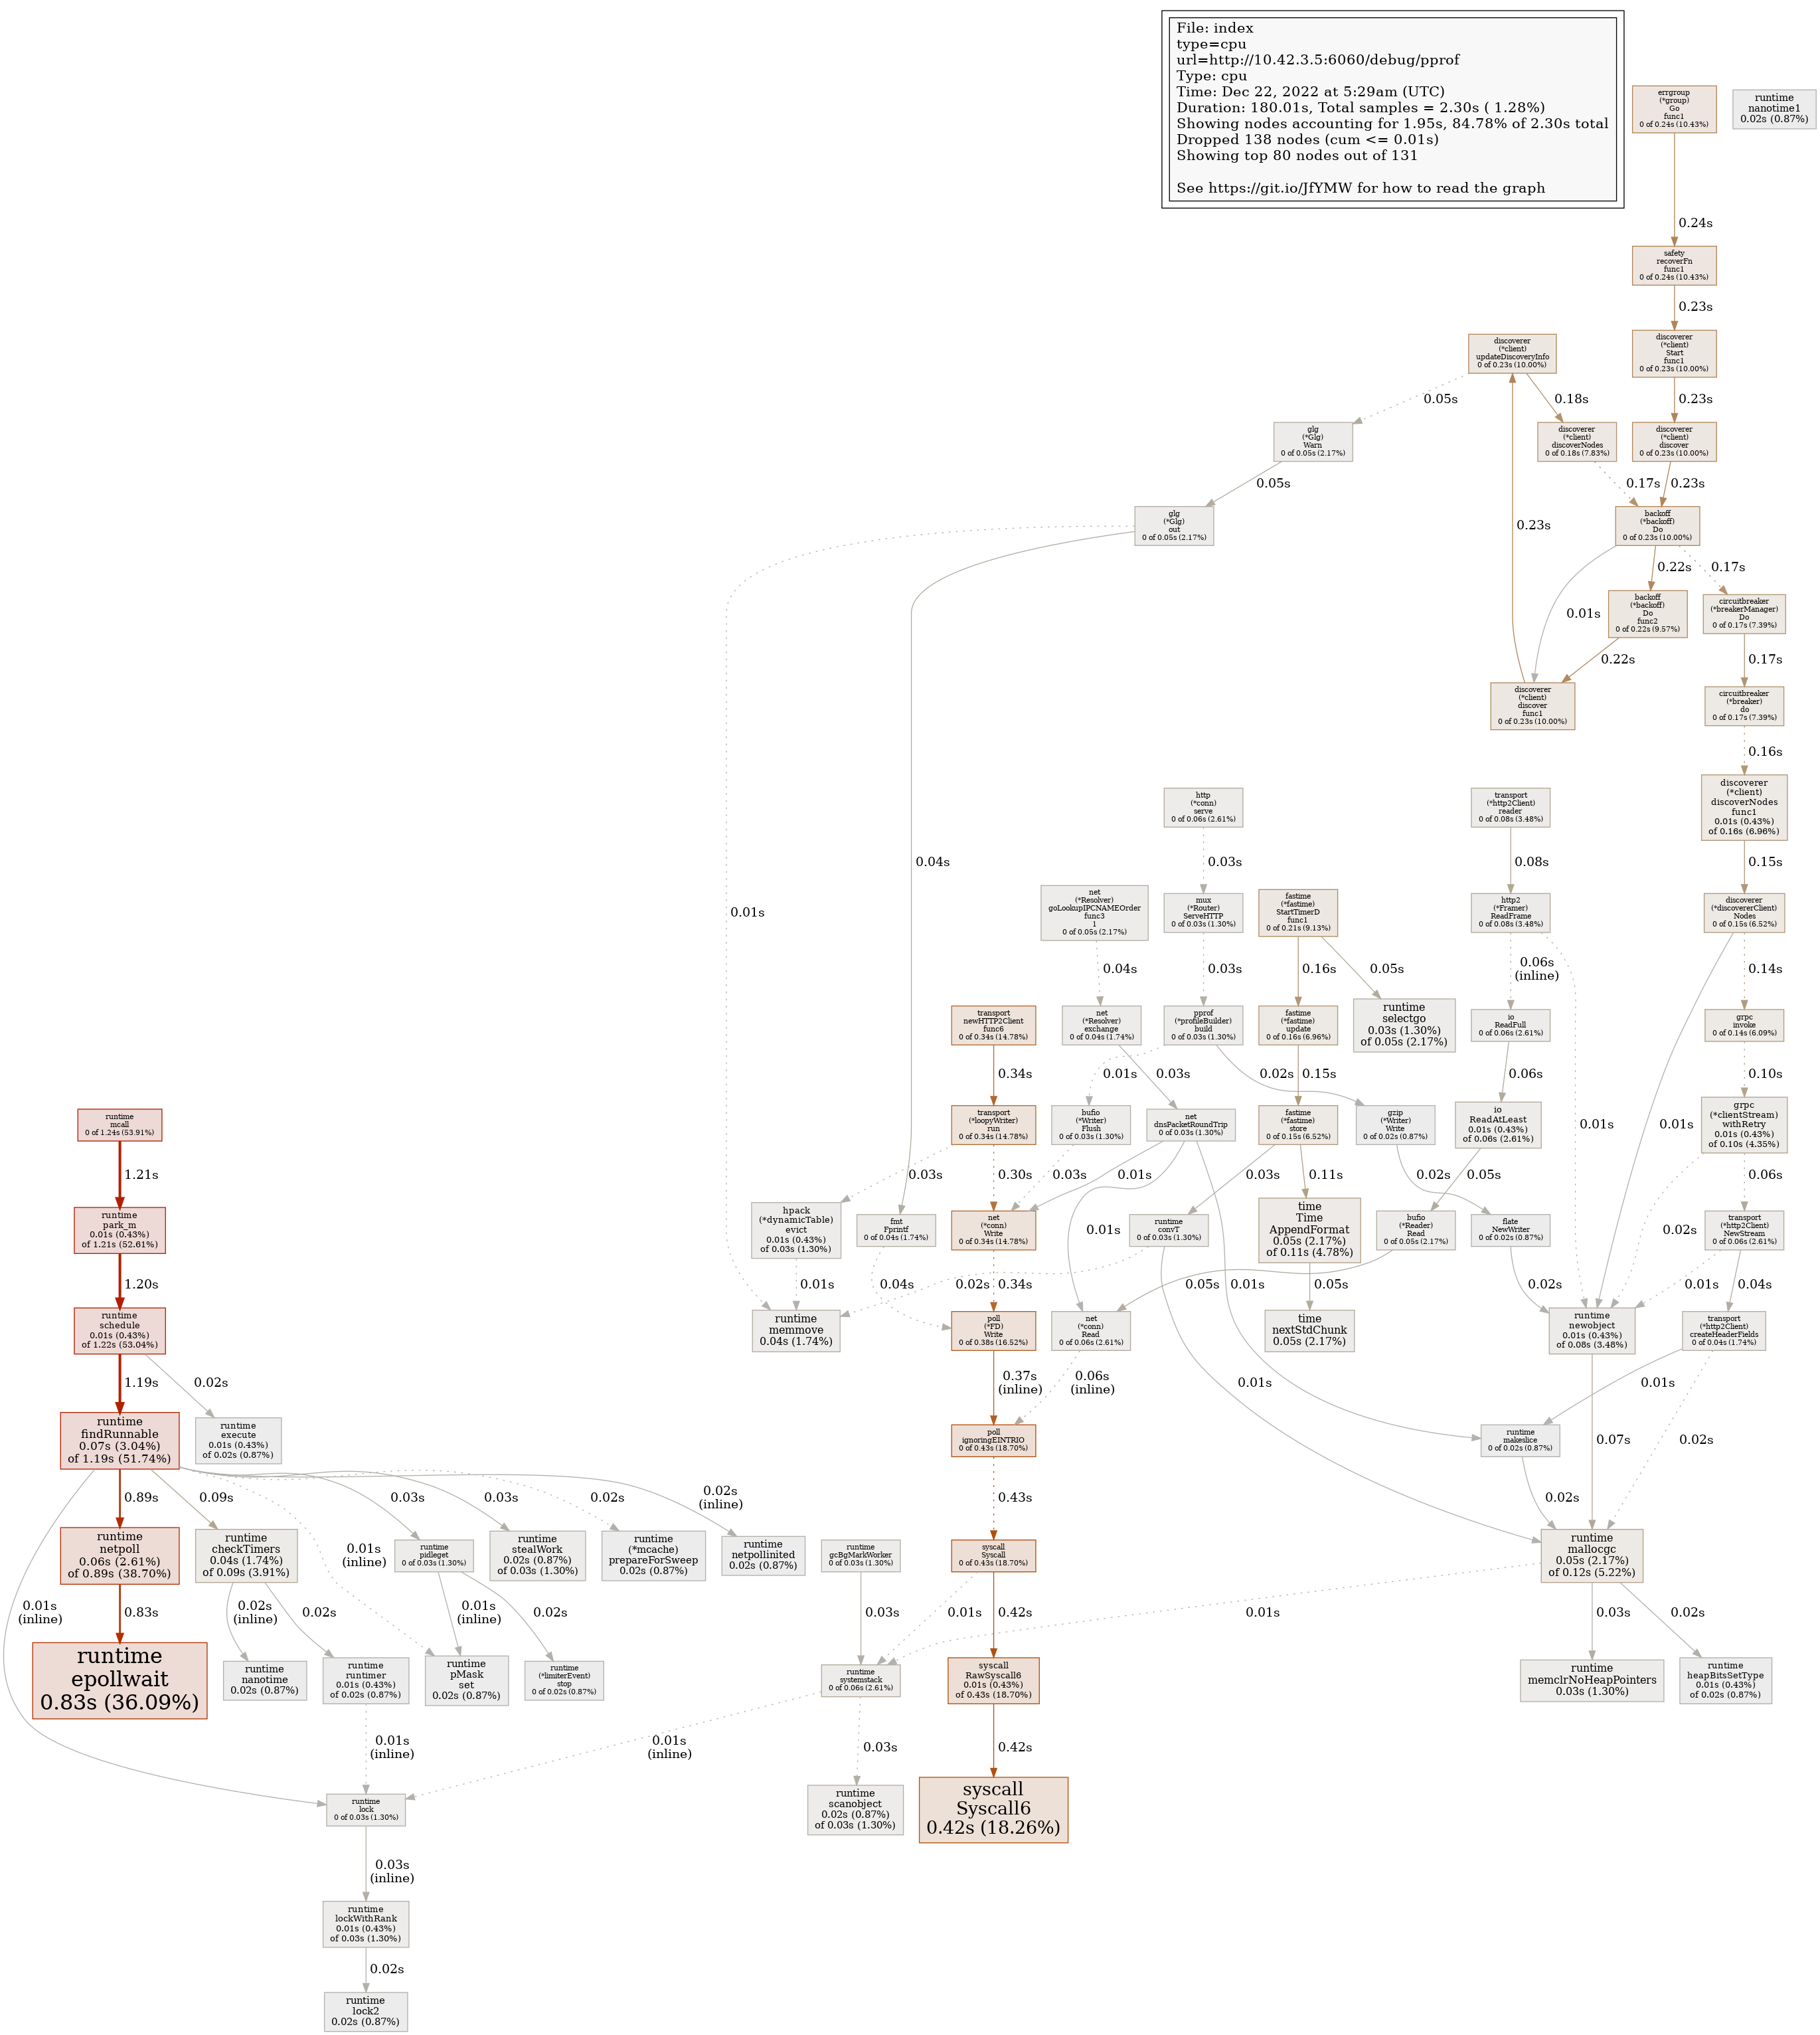 File: index
type=cpu
url=http://10.42.3.5:6060/debug/pprof
Type: cpu
Time: Dec 22, 2022 at 5:29am (UTC)
Duration: 180.01s, Total samples = 2.30s ( 1.28%)
Showing nodes accounting for 1.95s, 84.78% of 2.30s total
Dropped 138 nodes (cum <= 0.01s)
Showing top 80 nodes out of 131
See https://git.io/JfYMW for how to read the graph
errgroup
(*group)
Go
func1
0 of 0.24s (10.43%)
runtime
nanotime1
0.02s (0.87%)
0.24s
safety
recoverFn
func1
0 of 0.24s (10.43%)
0.23s
discoverer
(*client)
updateDiscoveryInfo
0 of 0.23s (10.00%)
discoverer
(*client)
Start
func1
0 of 0.23s (10.00%)
0.05s
0.18s
0.23s
glg
(*Glg)
Warn
0 of 0.05s (2.17%)
discoverer
(*client)
discoverNodes
0 of 0.18s (7.83%)
discoverer
(*client)
discover
0 of 0.23s (10.00%)
0.05s
0.17s
0.23s
glg
(*Glg)
out
0 of 0.05s (2.17%)
0.23s
backoff
(*backoff)
Do
0 of 0.23s (10.00%)
0.22s
0.17s
0.01s
backoff
(*backoff)
Do
func2
0 of 0.22s (9.57%)
circuitbreaker
(*breakerManager)
Do
0 of 0.17s (7.39%)
0.22s
0.17s
discoverer
(*client)
discover
func1
0 of 0.23s (10.00%)
circuitbreaker
(*breaker)
do
0 of 0.17s (7.39%)
0.16s
http
(*conn)
serve
0 of 0.06s (2.61%)
transport
(*http2Client)
reader
0 of 0.08s (3.48%)
discoverer
(*client)
discoverNodes
func1
0.01s (0.43%)
of 0.16s (6.96%)
0.04s
0.03s
0.08s
0.15s
0.01s
net
(*Resolver)
goLookupIPCNAMEOrder
func3
1
0 of 0.05s (2.17%)
mux
(*Router)
ServeHTTP
0 of 0.03s (1.30%)
fastime
(*fastime)
StartTimerD
func1
0 of 0.21s (9.13%)
http2
(*Framer)
ReadFrame
0 of 0.08s (3.48%)
discoverer
(*discovererClient)
Nodes
0 of 0.15s (6.52%)
0.04s
0.03s
0.16s
0.05s
0.06s
(inline)
0.14s
transport
newHTTP2Client
func6
0 of 0.34s (14.78%)
net
(*Resolver)
exchange
0 of 0.04s (1.74%)
pprof
(*profileBuilder)
build
0 of 0.03s (1.30%)
fastime
(*fastime)
update
0 of 0.16s (6.96%)
runtime
selectgo
0.03s (1.30%)
of 0.05s (2.17%)
io
ReadFull
0 of 0.06s (2.61%)
grpc
invoke
0 of 0.14s (6.09%)
0.34s
0.01s
0.03s
0.02s
0.15s
0.06s
0.10s
runtime
mcall
0 of 1.24s (53.91%)
transport
(*loopyWriter)
run
0 of 0.34s (14.78%)
bufio
(*Writer)
Flush
0 of 0.03s (1.30%)
net
dnsPacketRoundTrip
0 of 0.03s (1.30%)
fastime
(*fastime)
store
0 of 0.15s (6.52%)
gzip
(*Writer)
Write
0 of 0.02s (0.87%)
io
ReadAtLeast
0.01s (0.43%)
of 0.06s (2.61%)
0.01s
0.01s
grpc
(*clientStream)
withRetry
0.01s (0.43%)
of 0.10s (4.35%)
1.21s
0.03s
0.30s
0.03s
0.01s
0.03s
0.11s
0.02s
0.05s
0.06s
runtime
park_m
0.01s (0.43%)
of 1.21s (52.61%)
hpack
(*dynamicTable)
evict
0.01s (0.43%)
of 0.03s (1.30%)
fmt
Fprintf
0 of 0.04s (1.74%)
net
(*conn)
Write
0 of 0.34s (14.78%)
0.01s
runtime
convT
0 of 0.03s (1.30%)
time
Time
AppendFormat
0.05s (2.17%)
of 0.11s (4.78%)
bufio
(*Reader)
Read
0 of 0.05s (2.17%)
flate
NewWriter
0 of 0.02s (0.87%)
0.02s
transport
(*http2Client)
NewStream
0 of 0.06s (2.61%)
1.20s
0.01s
0.04s
0.02s
0.34s
0.05s
0.01s
0.05s
0.02s
0.01s
0.04s
runtime
schedule
0.01s (0.43%)
of 1.22s (53.04%)
runtime
memmove
0.04s (1.74%)
poll
(*FD)
Write
0 of 0.38s (16.52%)
net
(*conn)
Read
0 of 0.06s (2.61%)
time
nextStdChunk
0.05s (2.17%)
runtime
newobject
0.01s (0.43%)
of 0.08s (3.48%)
transport
(*http2Client)
createHeaderFields
0 of 0.04s (1.74%)
1.19s
0.02s
0.37s
(inline)
0.06s
(inline)
0.01s
0.01s
runtime
findRunnable
0.07s (3.04%)
of 1.19s (51.74%)
runtime
execute
0.01s (0.43%)
of 0.02s (0.87%)
poll
ignoringEINTRIO
0 of 0.43s (18.70%)
runtime
makeslice
0 of 0.02s (0.87%)
0.07s
0.02s
0.89s
0.09s
0.03s
0.03s
0.02s
0.02s
(inline)
0.43s
0.02s
0.01s
(inline)
runtime
netpoll
0.06s (2.61%)
of 0.89s (38.70%)
runtime
checkTimers
0.04s (1.74%)
of 0.09s (3.91%)
runtime
pidleget
0 of 0.03s (1.30%)
runtime
stealWork
0.02s (0.87%)
of 0.03s (1.30%)
runtime
(*mcache)
prepareForSweep
0.02s (0.87%)
runtime
netpollinited
0.02s (0.87%)
runtime
gcBgMarkWorker
0 of 0.03s (1.30%)
syscall
Syscall
0 of 0.43s (18.70%)
runtime
mallocgc
0.05s (2.17%)
of 0.12s (5.22%)
0.01s
(inline)
0.83s
0.02s
(inline)
0.02s
0.01s
(inline)
0.02s
0.03s
0.01s
0.42s
0.01s
0.03s
0.02s
runtime
epollwait
0.83s (36.09%)
runtime
nanotime
0.02s (0.87%)
runtime
runtimer
0.01s (0.43%)
of 0.02s (0.87%)
runtime
pMask
set
0.02s (0.87%)
runtime
(*limiterEvent)
stop
0 of 0.02s (0.87%)
runtime
systemstack
0 of 0.06s (2.61%)
syscall
RawSyscall6
0.01s (0.43%)
of 0.43s (18.70%)
runtime
memclrNoHeapPointers
0.03s (1.30%)
runtime
heapBitsSetType
0.01s (0.43%)
of 0.02s (0.87%)
0.01s
(inline)
0.01s
(inline)
0.03s
0.42s
runtime
lock
0 of 0.03s (1.30%)
runtime
scanobject
0.02s (0.87%)
of 0.03s (1.30%)
syscall
Syscall6
0.42s (18.26%)
0.03s
(inline)
runtime
lockWithRank
0.01s (0.43%)
of 0.03s (1.30%)
0.02s
runtime
lock2
0.02s (0.87%)